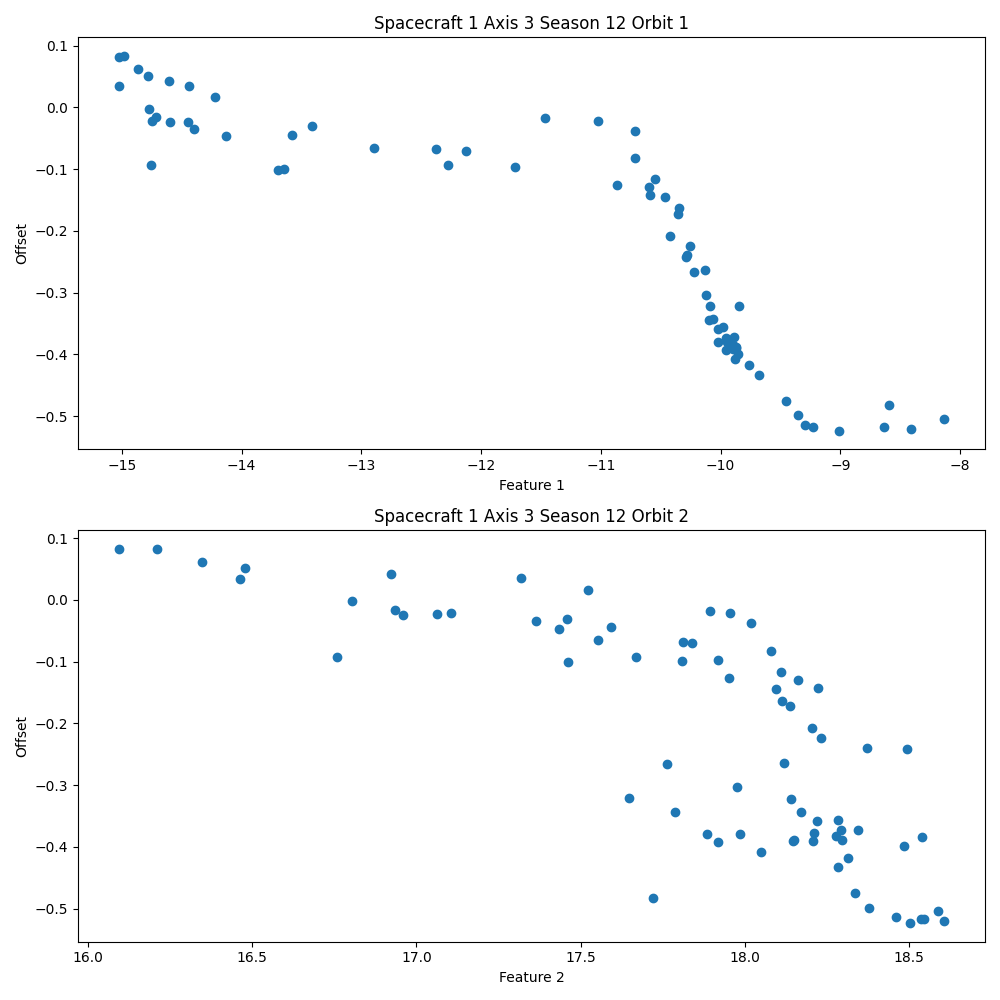 Spacecraft 1 Axis 3 Season 12 Orbit 1
0.1
0.0
−0.1
−0.2
−0.3
−0.4
−0.5
Offset
−15 −14 −13 −12 −11 −10 −9 −8
Feature 1
Spacecraft 1 Axis 3 Season 12 Orbit 2
0.1
0.0
−0.1
−0.2
−0.3
−0.4
−0.5
Offset
16.0 16.5 17.0 17.5 18.0 18.5
Feature 2